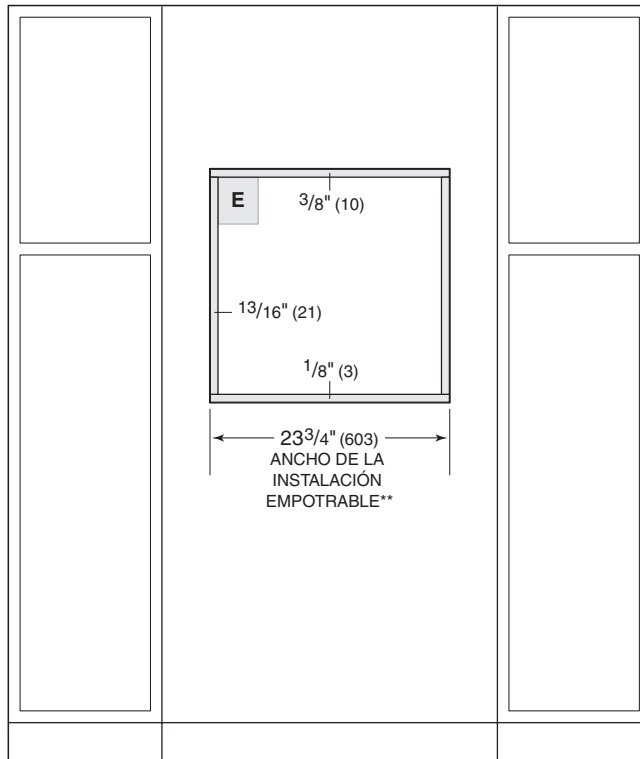 E
3/8" (10)
13/16" (21)
1/8" (3)
23 3/4" (603)
ANCHO DE LA
INSTALACIÓN
EMPOTRABLE**